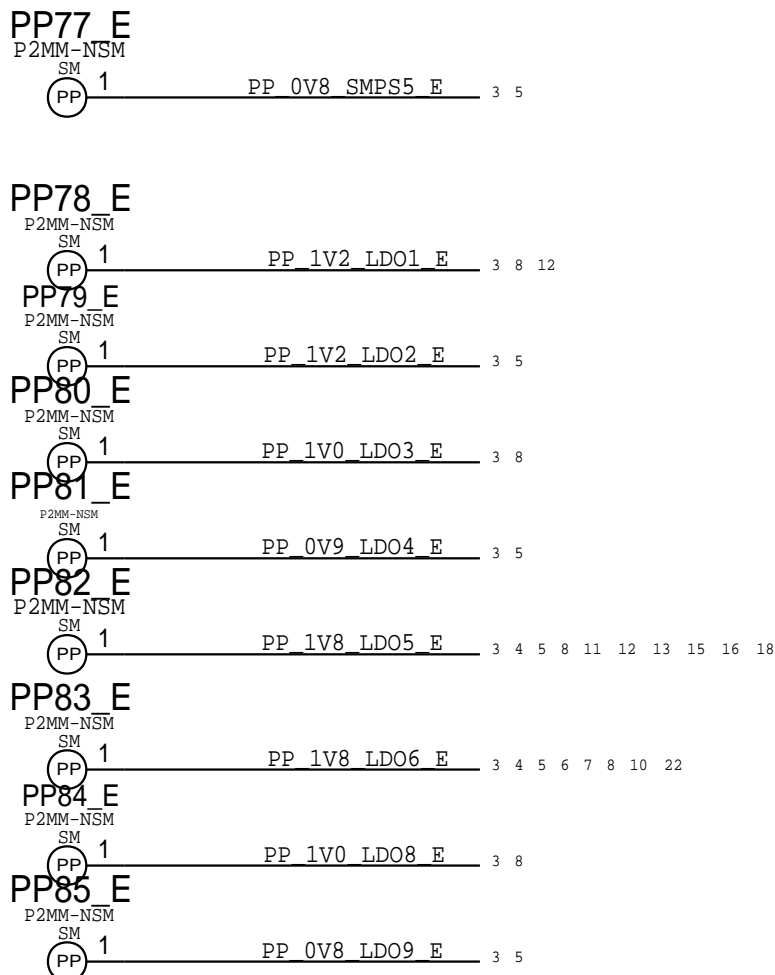 PP77_E
P2MM-NSM
SM
PP 1 PP_0V8_SMPS5_E 3 5
PP78_E
P2MM-NSM
SM
PP 1 PP_1V2_LDO1_E 3 8 12
PP79_E
P2MM-NSM
SM
PP 1 PP_1V2_LDO2_E 3 5
PP80_E
P2MM-NSM
SM
PP 1 PP_1V0_LDO3_E 3 8
PP81_E
P2MM-NSM
SM
PP 1 PP_0V9_LDO4_E 3 5
PP82_E
P2MM-NSM
SM
PP 1 PP_1V8_LDO5_E 3 4 5 8 11 12 13 15 16 18
PP83_E
P2MM-NSM
SM
PP 1 PP_1V8_LDO6_E 3 4 5 6 7 8 10 22
PP84_E
P2MM-NSM
SM
PP 1 PP_1V0_LDO8_E 3 8
PP85_E
P2MM-NSM
SM
PP 1 PP_0V8_LDO9_E 3 5